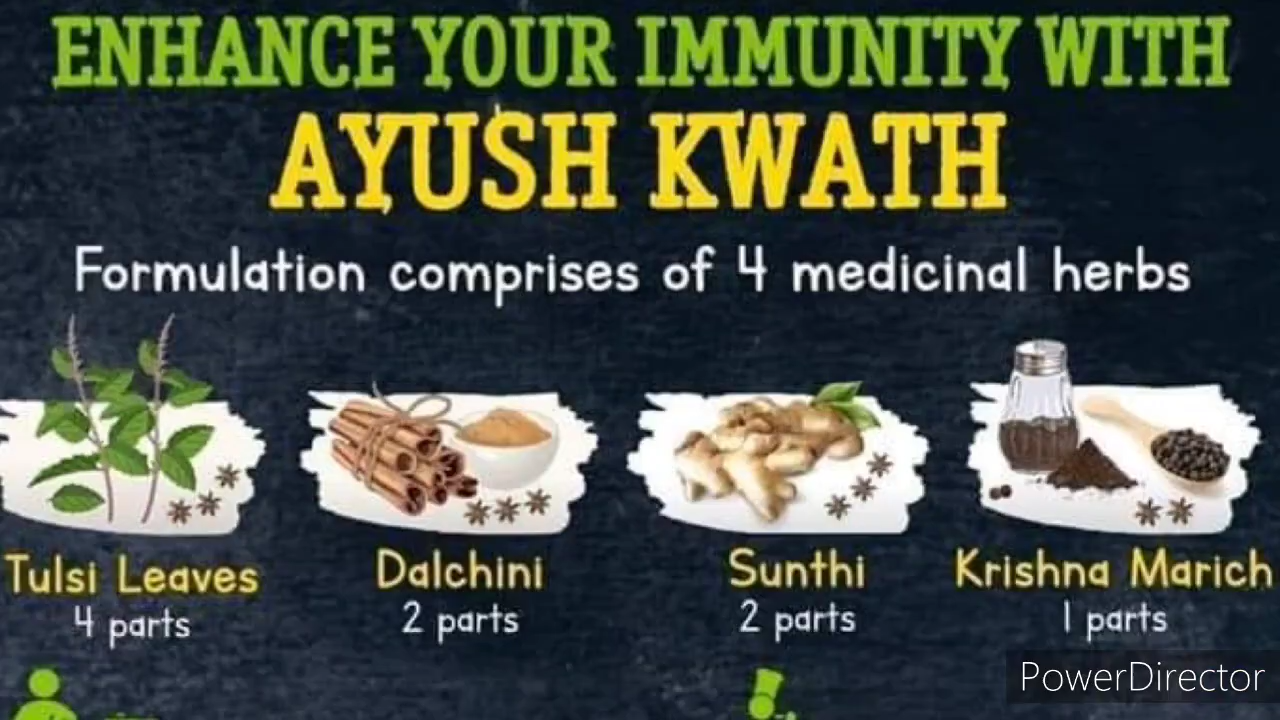 ENHANCE YOUR IMMUNITY WITH
AYUSH KWATH
Formulation comprises of 4 medicinal herbs
Tulsi Leaves
4 parts
Dalchini
2 parts
Sunthi
2 parts
Krishna Marich
1 parts
PowerDirector